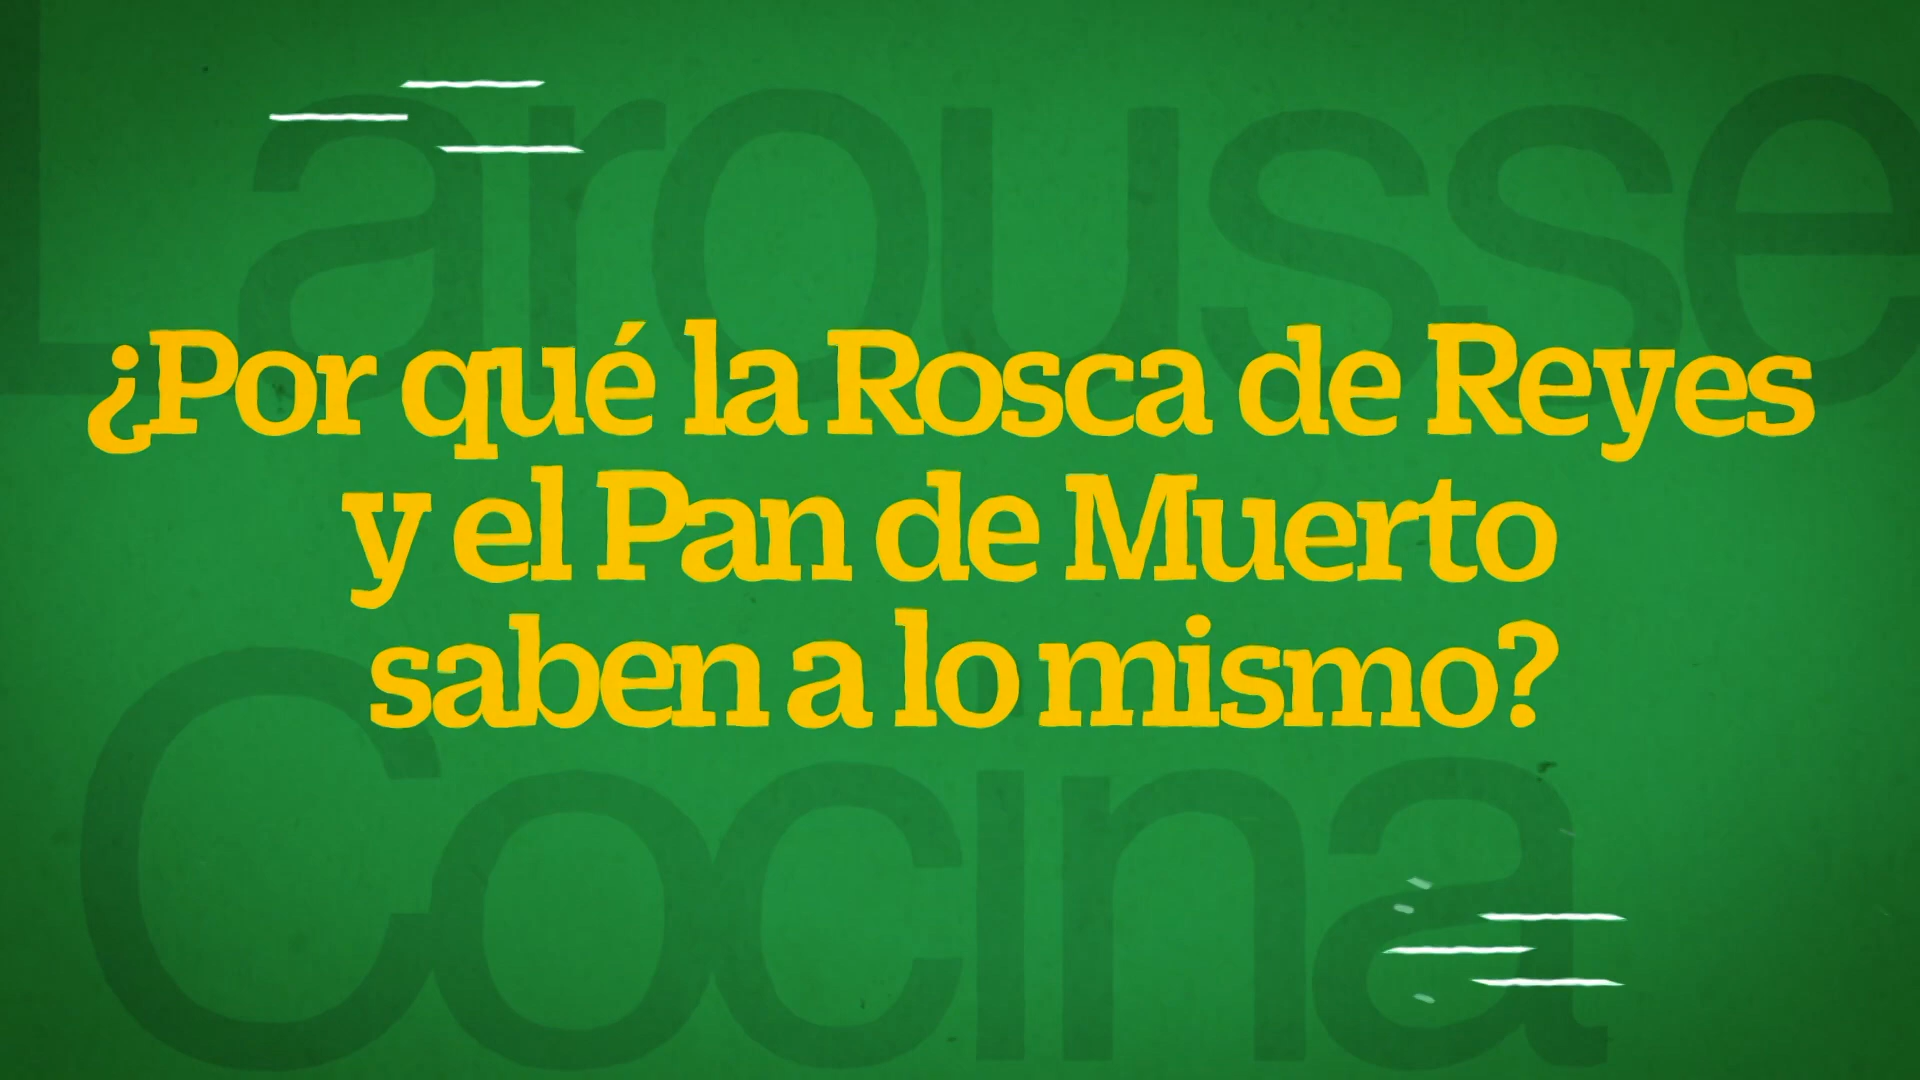 Larousse
¿Por qué la Rosca de Reyes
y el Pan de Muerto
saben a lo mismo?
Cocina